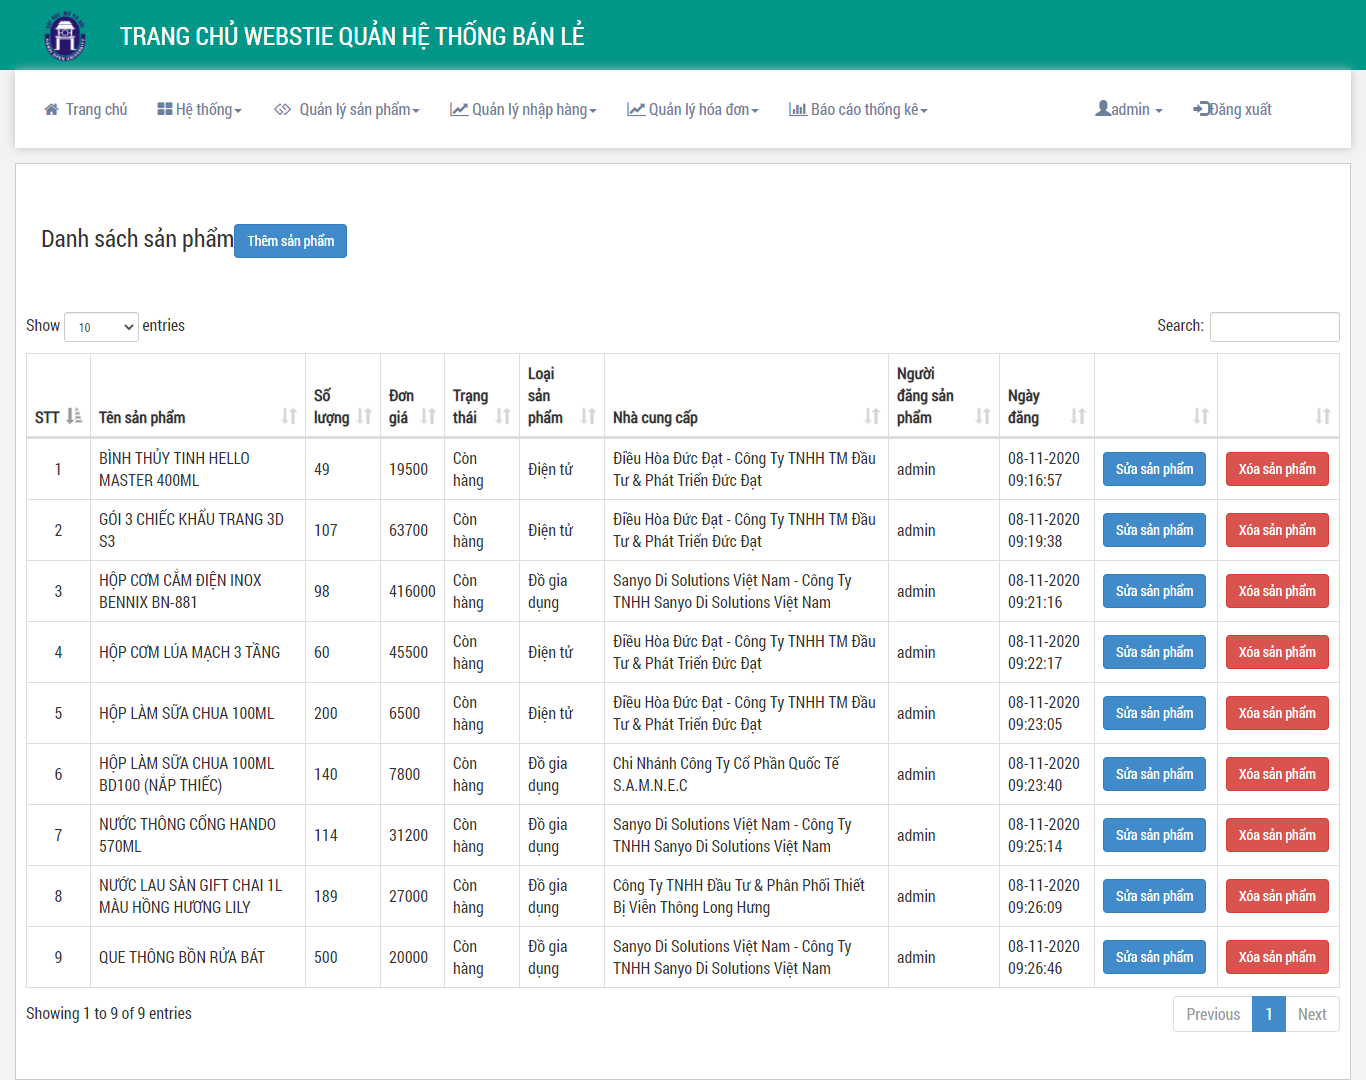 TRANG CHỦ WEBSTIE QUẢN HỆ THỐNG BÁN LẺ
Trang chủ Hệ thống Quản lý sản phẩm Quản lý nhập hàng Quản lý hóa đơn Báo cáo thống kê admin Đăng xuất
Danh sách sản phẩm Thêm sản phẩm
Show 10 entries Search:
STT Tên sản phẩm Số lượng Đơn giá Trạng thái Loại sản phẩm Nhà cung cấp Người đăng sản phẩm Ngày đăng
1 BÌNH THỦY TINH HELLO MASTER 400ML 49 19500 Còn hàng Điện tử Điều Hòa Đức Đạt - Công Ty TNHH TM Đầu Tư & Phát Triển Đức Đạt admin 08-11-2020 09:16:57 Sửa sản phẩm Xóa sản phẩm
2 GÓI 3 CHIẾC KHẨU TRANG 3D S3 107 63700 Còn hàng Điện tử Điều Hòa Đức Đạt - Công Ty TNHH TM Đầu Tư & Phát Triển Đức Đạt admin 08-11-2020 09:19:38 Sửa sản phẩm Xóa sản phẩm
3 HỘP CƠM CẮM ĐIỆN INOX BENNIX BN-881 98 416000 Còn hàng Đồ gia dụng Sanyo Di Solutions Việt Nam - Công Ty TNHH Sanyo Di Solutions Việt Nam admin 08-11-2020 09:21:16 Sửa sản phẩm Xóa sản phẩm
4 HỘP CƠM LÚA MẠCH 3 TẦNG 60 45500 Còn hàng Điện tử Điều Hòa Đức Đạt - Công Ty TNHH TM Đầu Tư & Phát Triển Đức Đạt admin 08-11-2020 09:22:17 Sửa sản phẩm Xóa sản phẩm
5 HỘP LÀM SỮA CHUA 100ML 200 6500 Còn hàng Điện tử Điều Hòa Đức Đạt - Công Ty TNHH TM Đầu Tư & Phát Triển Đức Đạt admin 08-11-2020 09:23:05 Sửa sản phẩm Xóa sản phẩm
6 HỘP LÀM SỮA CHUA 100ML BD100 (NẮP THIẾC) 140 7800 Còn hàng Đồ gia dụng Chi Nhánh Công Ty Cổ Phần Quốc Tế S.A.M.N.E.C admin 08-11-2020 09:23:40 Sửa sản phẩm Xóa sản phẩm
7 NƯỚC THÔNG CỐNG HANDO 570ML 114 31200 Còn hàng Đồ gia dụng Sanyo Di Solutions Việt Nam - Công Ty TNHH Sanyo Di Solutions Việt Nam admin 08-11-2020 09:25:14 Sửa sản phẩm Xóa sản phẩm
8 NƯỚC LAU SÀN GIFT CHAI 1L MÀU HỒNG HƯƠNG LILY 189 27000 Còn hàng Đồ gia dụng Công Ty TNHH Đầu Tư & Phân Phối Thiết Bị Viễn Thông Long Hưng admin 08-11-2020 09:26:09 Sửa sản phẩm Xóa sản phẩm
9 QUE THÔNG BỒN RỬA BÁT 500 20000 Còn hàng Đồ gia dụng Sanyo Di Solutions Việt Nam - Công Ty TNHH Sanyo Di Solutions Việt Nam admin 08-11-2020 09:26:46 Sửa sản phẩm Xóa sản phẩm
Showing 1 to 9 of 9 entries Previous 1 Next